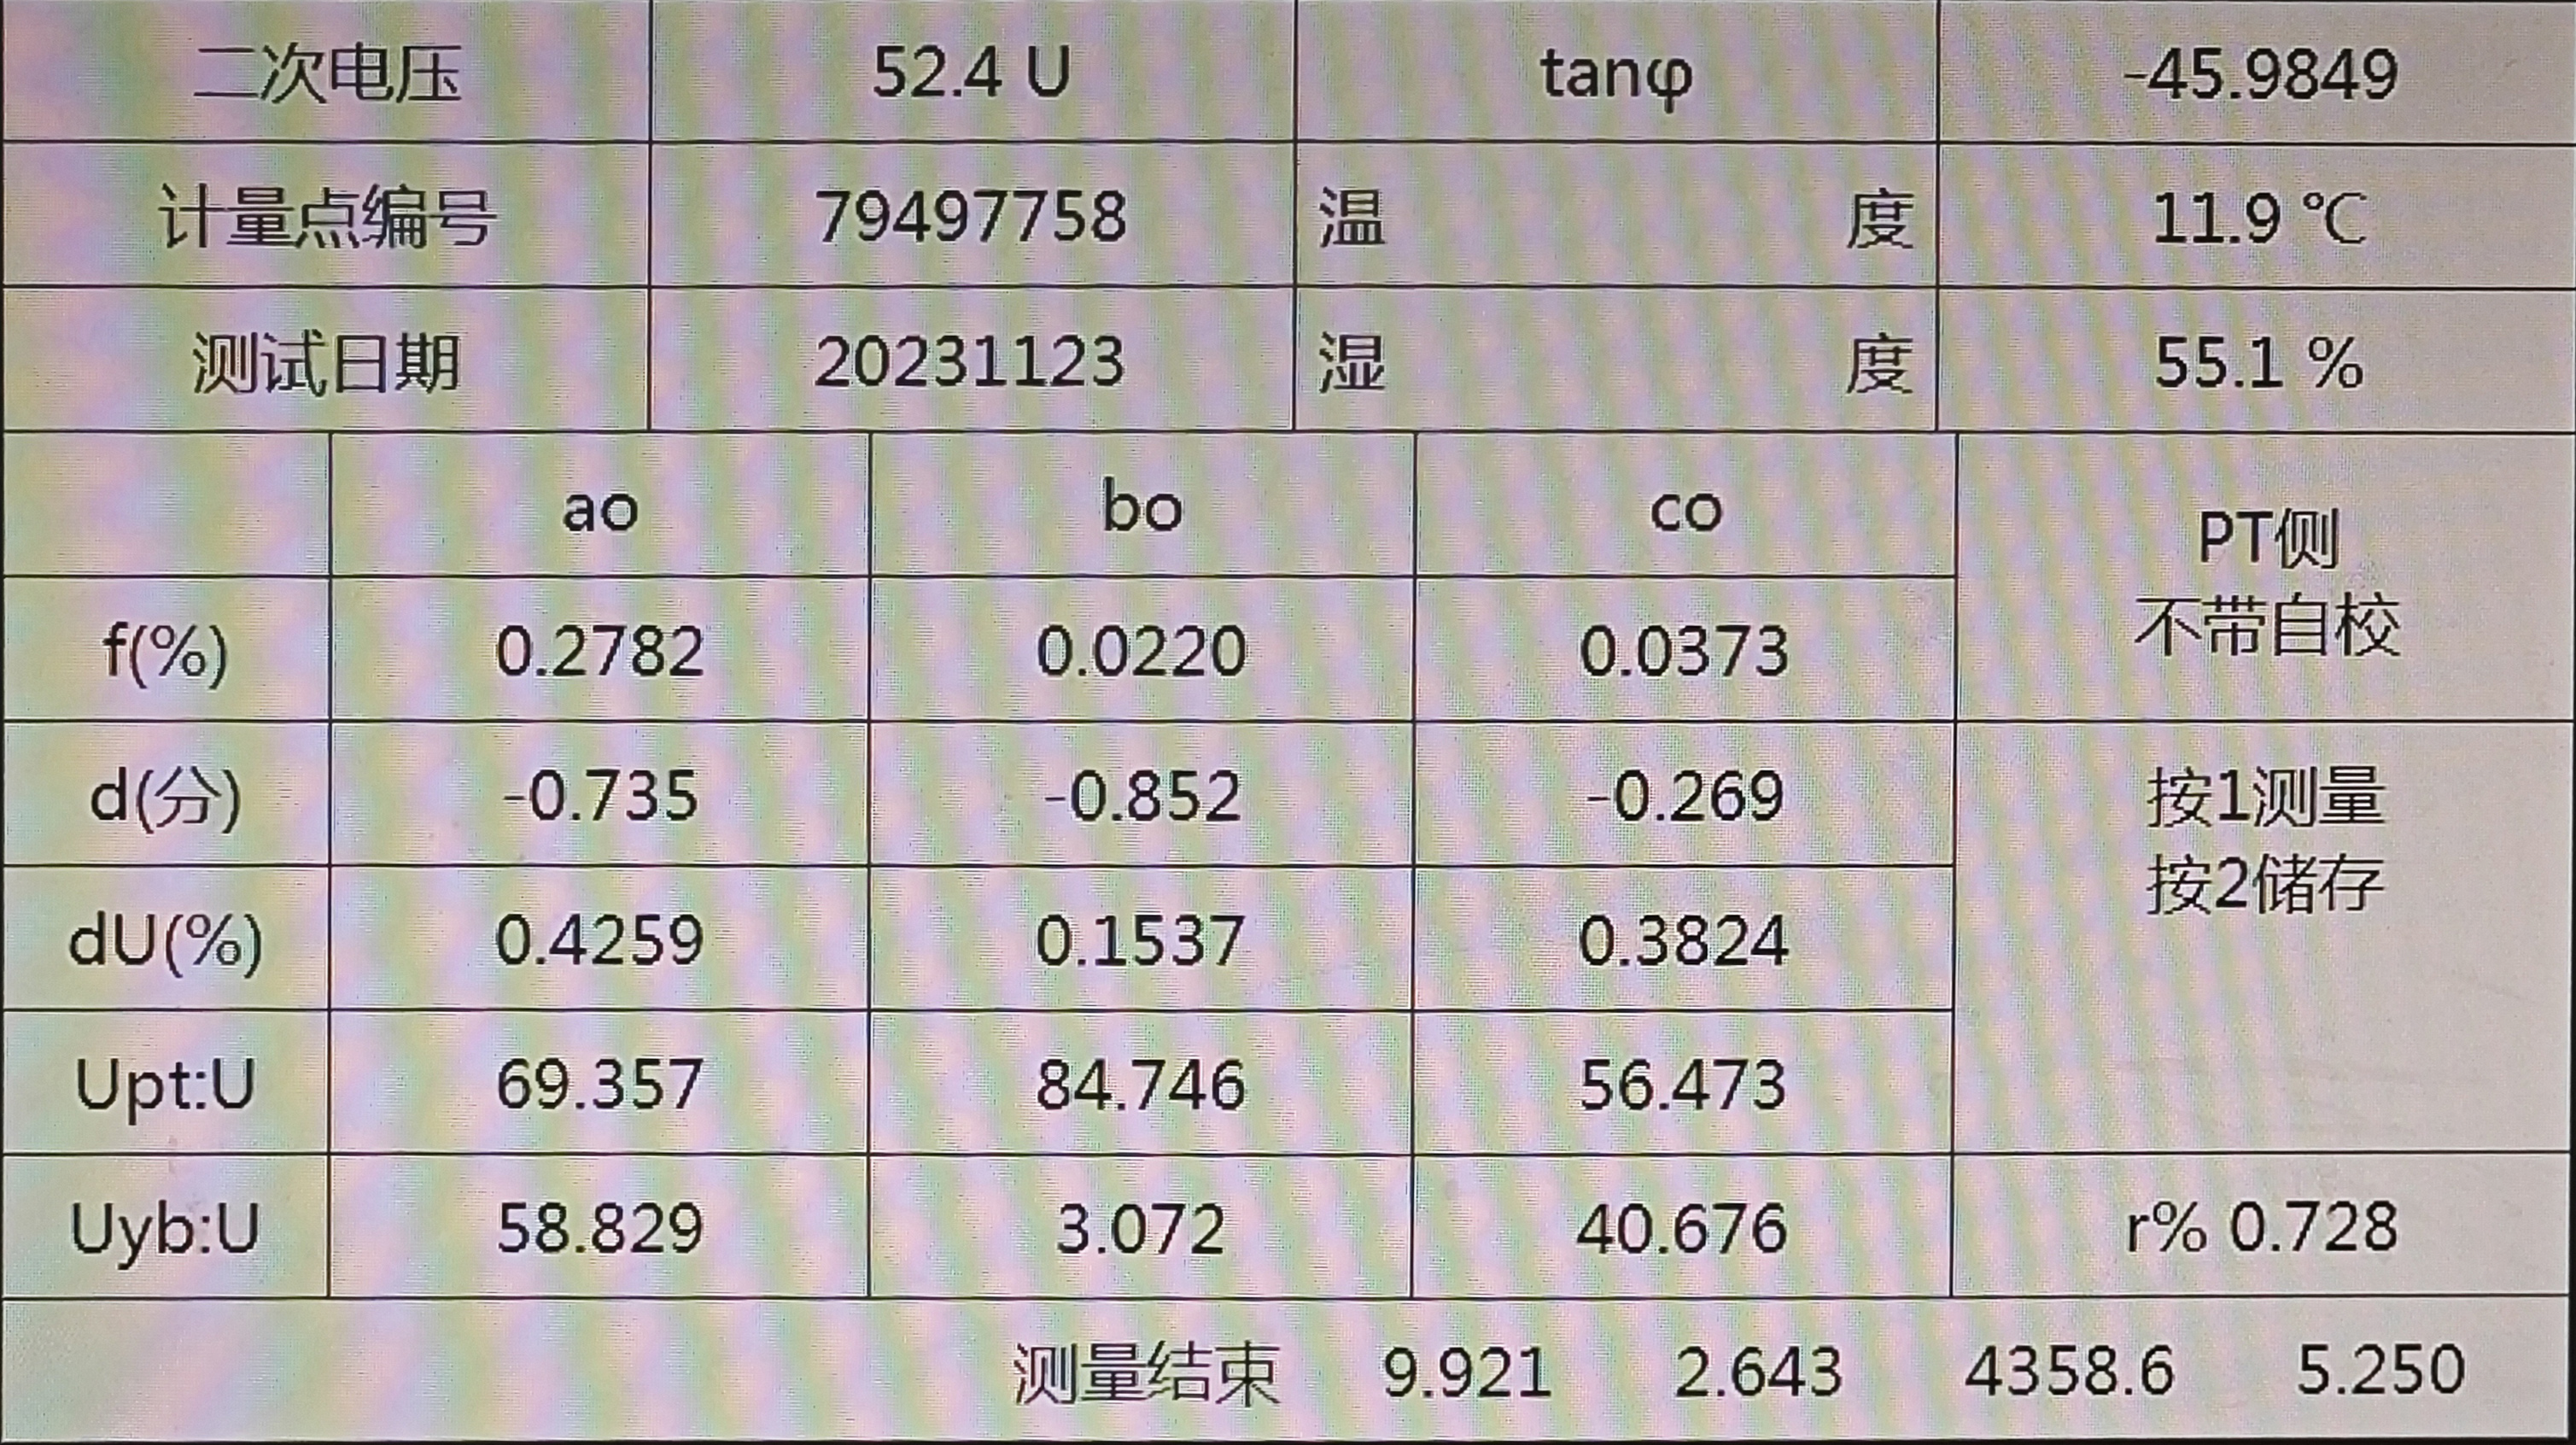 二次电压 52.4 U tanφ -45.9849
计量点编号 79497758 温 度 11.9 ℃
测试日期 20231123 湿 度 55.1 %
ao bo co
PT侧
不带自校
f(%) 0.2782 0.0220 0.0373
d(分) -0.735 -0.852 -0.269
按1测量
按2储存
dU(%) 0.4259 0.1537 0.3824
Upt:U 69.357 84.746 56.473
Uyb:U 58.829 3.072 40.676 r% 0.728
测量结束 9.921 2.643 4358.6 5.250